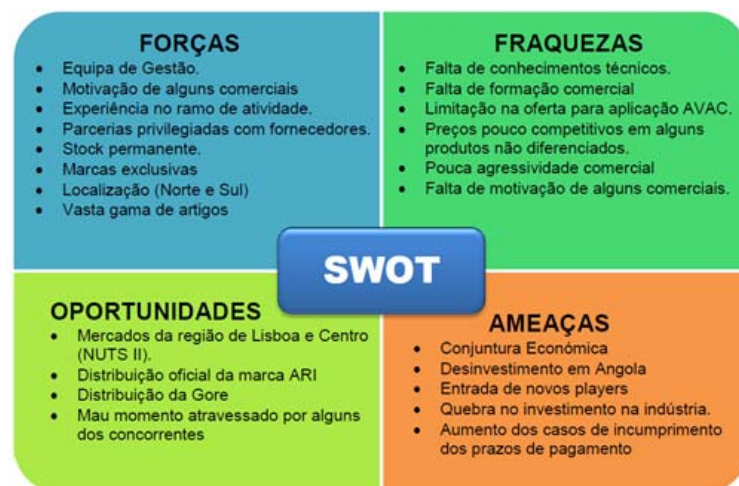 FORÇAS
• Equipa de Gestão.
• Motivação de alguns comerciais
• Experiência no ramo de atividade.
• Parcerias privilegiadas com fornecedores.
• Stock permanente.
• Marcas exclusivas
• Localização (Norte e Sul)
• Vasta gama de artigos
FRAQUEZAS
• Falta de conhecimentos técnicos.
• Falta de formação comercial
• Limitação na oferta para aplicação AVAC.
• Preços pouco competitivos em alguns
produtos não diferenciados.
• Pouca agressividade comercial
• Falta de motivação de alguns comerciais.
SWOT
OPORTUNIDADES
• Mercados da região de Lisboa e Centro
(NUTS II).
• Distribuição oficial da marca ARI
• Distribuição da Gore
• Mau momento atravessado por alguns
dos concorrentes
AMEAÇAS
• Conjuntura Económica
• Desinvestimento em Angola
• Entrada de novos players
• Quebra no investimento na indústria.
• Aumento dos casos de incumprimento
dos prazos de pagamento